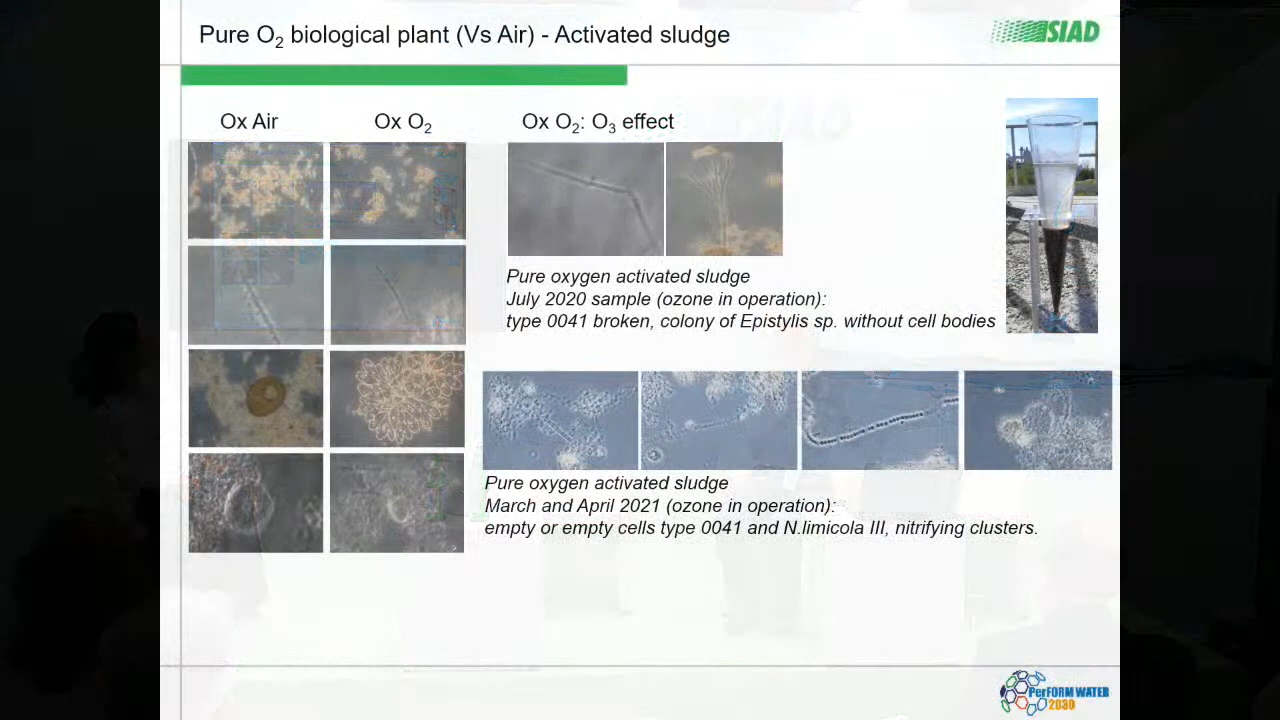 Pure O2 biological plant (Vs Air) - Activated sludge
SIAD
Ox Air
Ox O2
Ox O2: O3 effect
Pure oxygen activated sludge
July 2020 sample (ozone in operation):
type 0041 broken, colony of Epistylis sp. without cell bodies
Pure oxygen activated sludge
March and April 2021 (ozone in operation):
empty or empty cells type 0041 and N.limicola III, nitrifying clusters.
PerFORM WATER
2030